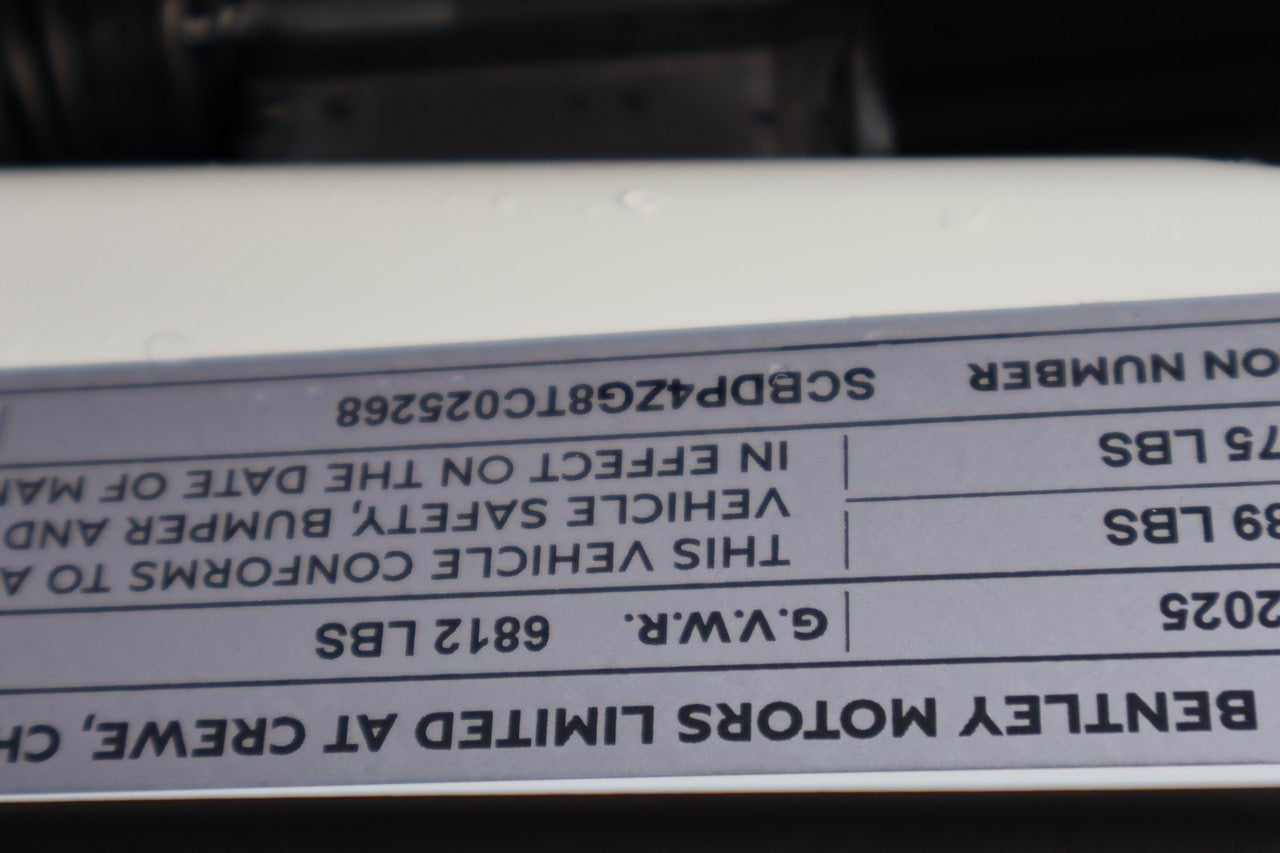 BENTLEY MOTORS LIMITED AT CREWE, CH
2025 G.V.W.R. 6812 LBS
89 LBS THIS VEHICLE CONFORMS TO A
VEHICLE SAFETY, BUMPER AND
75 LBS IN EFFECT ON THE DATE OF MAN
ON NUMBER SCBDP4ZG8TC025268